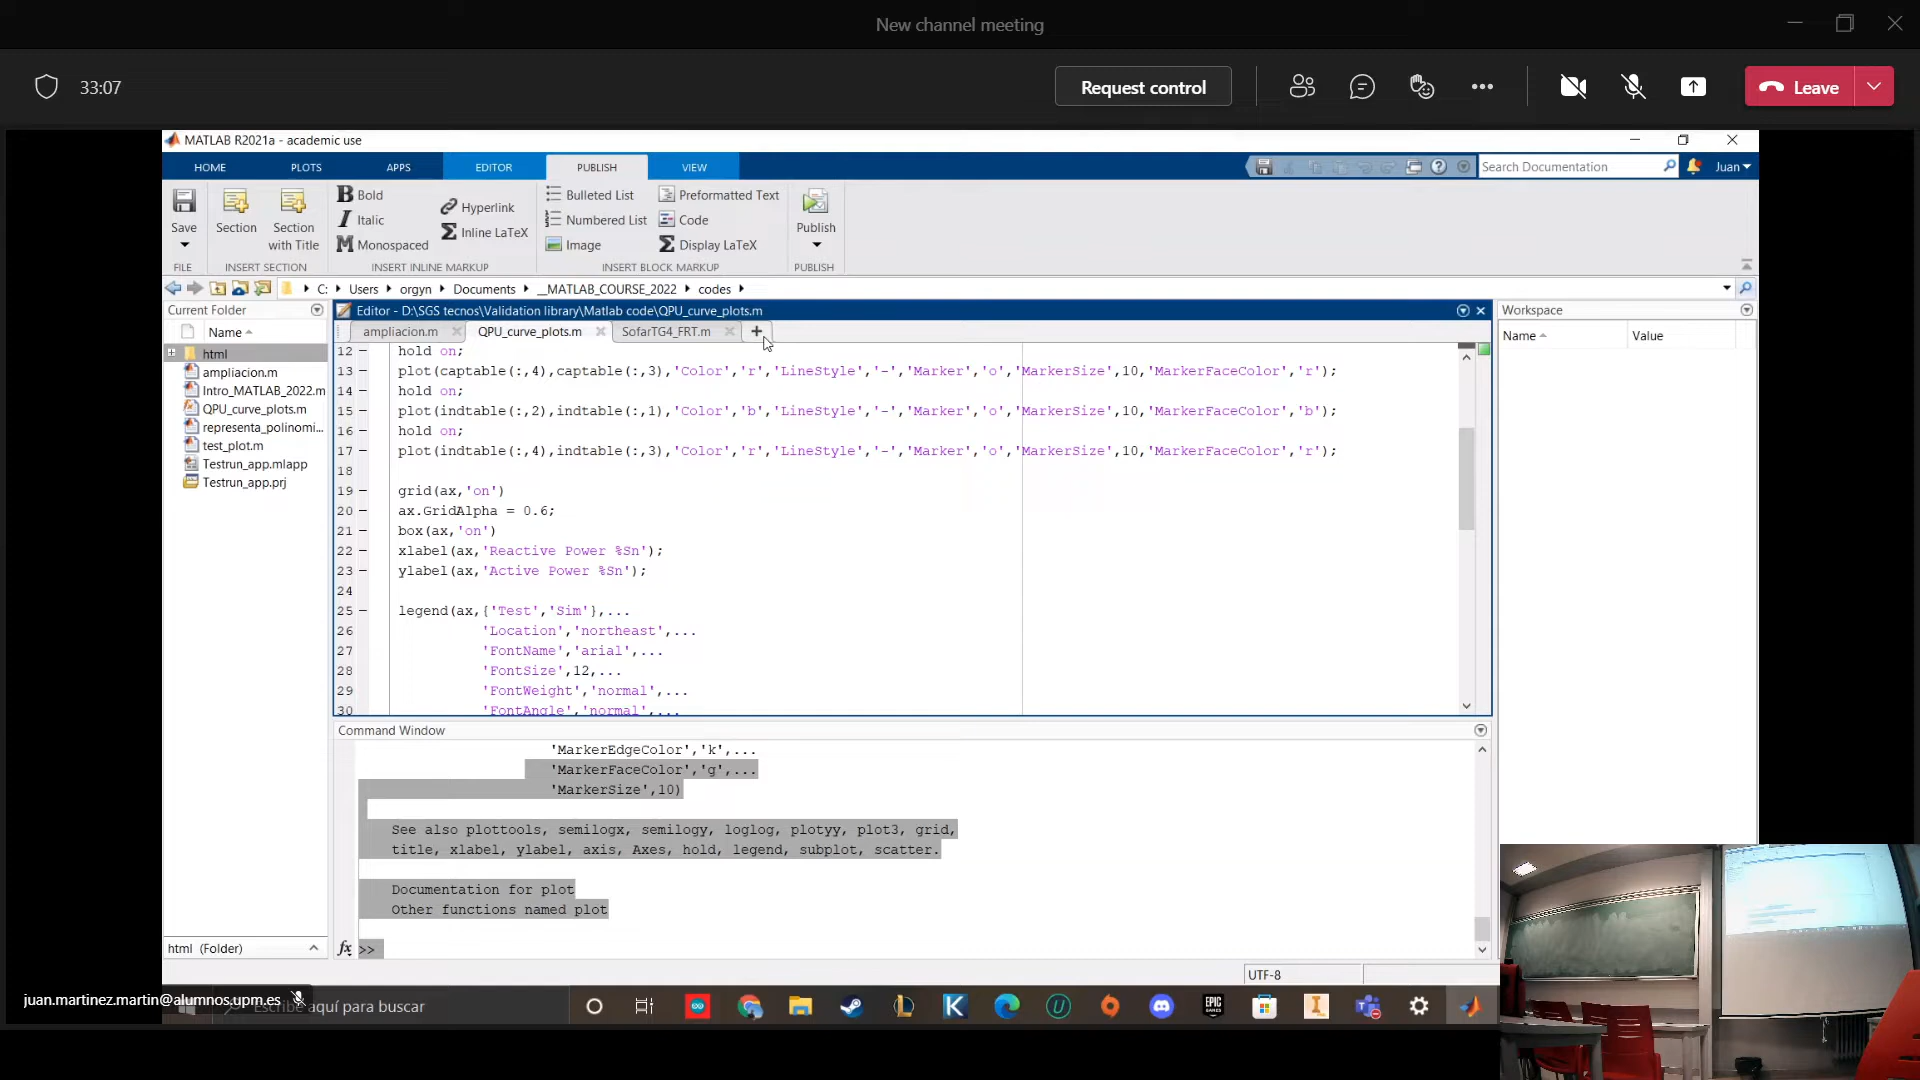 New channel meeting
33:07
Request control
Leave
MATLAB R2021a - academic use
HOME PLOTS APPS EDITOR PUBLISH VIEW
Search Documentation
Juan
Save
Section
Section with Title
Bold
Italic
Monospaced
Hyperlink
Inline LaTeX
Bulleted List
Numbered List
Image
Preformatted Text
Code
Display LaTeX
Publish
FILE INSERT SECTION INSERT INLINE MARKUP INSERT BLOCK MARKUP PUBLISH
C: Users orgyn Documents __MATLAB_COURSE_2022 codes
Current Folder
Name
html
ampliacion.m
Intro_MATLAB_2022.m
QPU_curve_plots.m
representa_polinomi...
test_plot.m
Testrun_app.mlapp
Testrun_app.prj
html (Folder)
Editor - D:\SGS tecnos\Validation library\Matlab code\QPU_curve_plots.m
ampliacion.m QPU_curve_plots.m SofarTG4_FRT.m
12 hold on;
13 plot(captable(:,4),captable(:,3),'Color','r','LineStyle','-','Marker','o','MarkerSize',10,'MarkerFaceColor','r');
14 hold on;
15 plot(indtable(:,2),indtable(:,1),'Color','b','LineStyle','-','Marker','o','MarkerSize',10,'MarkerFaceColor','b');
16 hold on;
17 plot(indtable(:,4),indtable(:,3),'Color','r','LineStyle','-','Marker','o','MarkerSize',10,'MarkerFaceColor','r');
18
19 grid(ax,'on')
20 ax.GridAlpha = 0.6;
21 box(ax,'on')
22 xlabel(ax,'Reactive Power %Sn');
23 ylabel(ax,'Active Power %Sn');
24
25 legend(ax,{'Test','Sim'},...
26 'Location','northeast',...
27 'FontName','arial',...
28 'FontSize',12,...
29 'FontWeight','normal',...
30 'FontAngle','normal',...
Command Window
'MarkerEdgeColor','k',...
'MarkerFaceColor','g',...
'MarkerSize',10)
See also plottools, semilogx, semilogy, loglog, plotyy, plot3, grid,
title, xlabel, ylabel, axis, Axes, hold, legend, subplot, scatter.
Documentation for plot
Other functions named plot
fx >>
Workspace
Name Value
UTF-8
juan.martinez.martin@alumnos.upm.es
Escribe aquí para buscar
EPIC GAMES